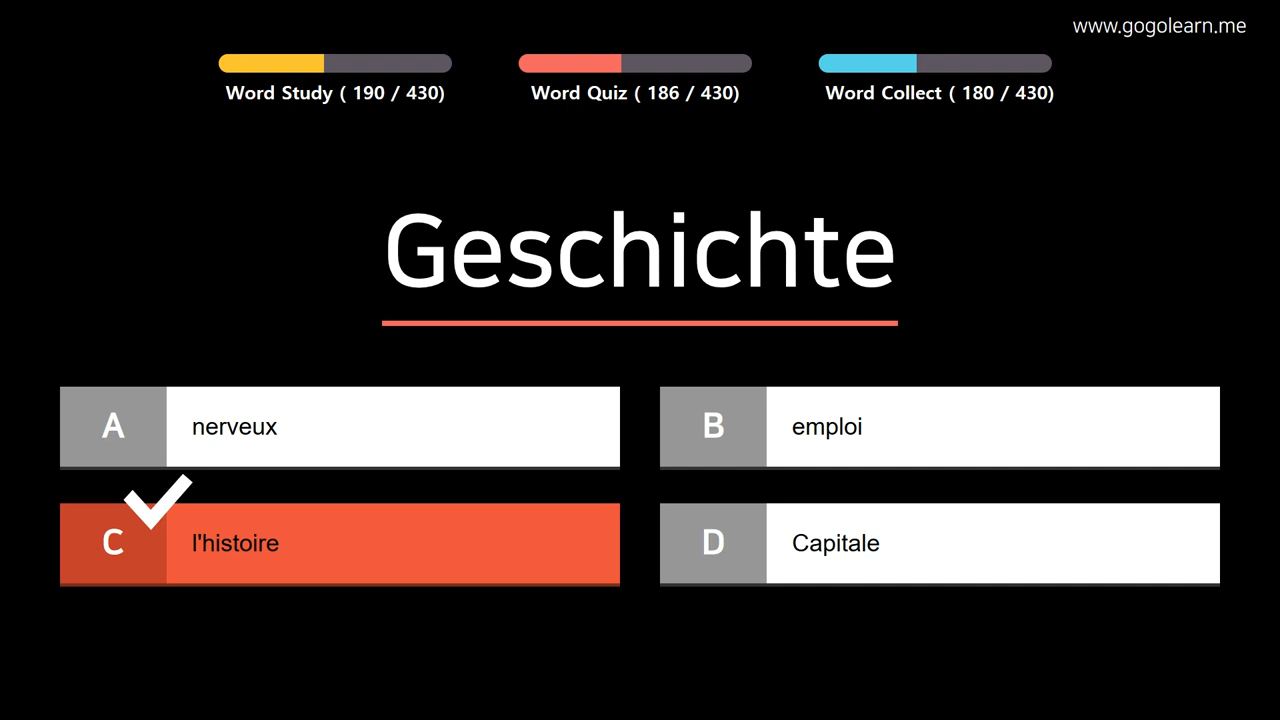 www.gogolearn.me
Word Study ( 190 / 430)
Word Quiz ( 186 / 430)
Word Collect ( 180 / 430)
Geschichte
A
nerveux
B
emploi
C
l'histoire
D
Capitale